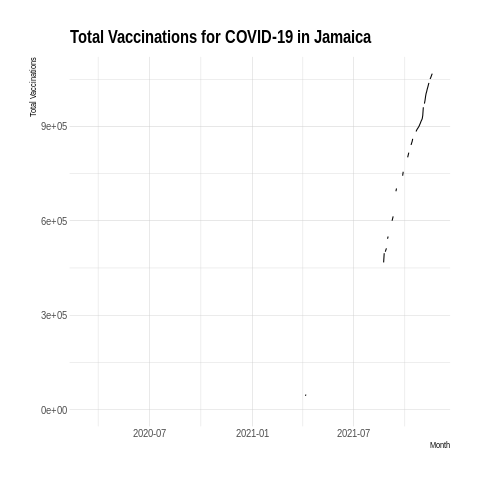 Total Vaccinations for COVID-19 in Jamaica
Total Vaccinations
9e+05
6e+05
3e+05
0e+00
2020-07 2021-01 2021-07
Month